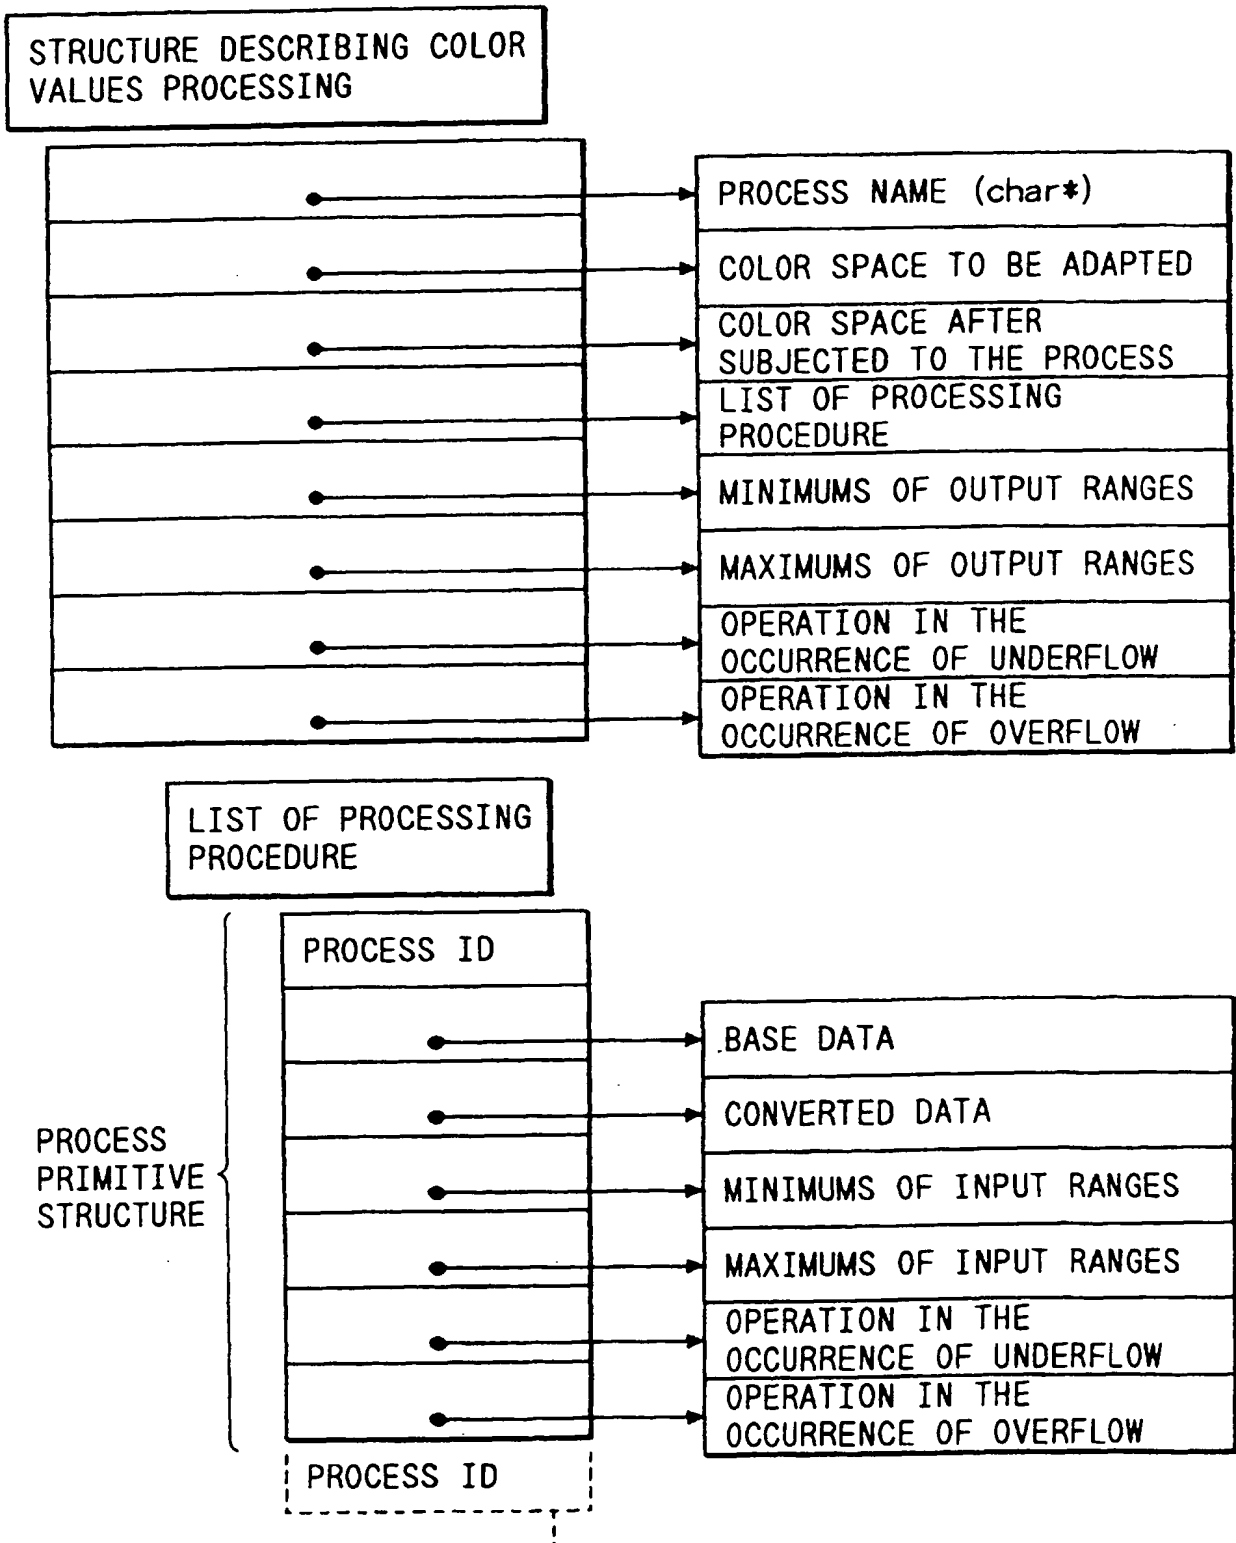 STRUCTURE DESCRIBING COLOR
VALUES PROCESSING
PROCESS NAME (char*)
COLOR SPACE TO BE ADAPTED
COLOR SPACE AFTER
SUBJECTED TO THE PROCESS
LIST OF PROCESSING
PROCEDURE
MINIMUMS OF OUTPUT RANGES
MAXIMUMS OF OUTPUT RANGES
OPERATION IN THE
OCCURRENCE OF UNDERFLOW
OPERATION IN THE
OCCURRENCE OF OVERFLOW
LIST OF PROCESSING
PROCEDURE
PROCESS ID
BASE DATA
CONVERTED DATA
PROCESS
PRIMITIVE
STRUCTURE
MINIMUMS OF INPUT RANGES
MAXIMUMS OF INPUT RANGES
OPERATION IN THE
OCCURRENCE OF UNDERFLOW
OPERATION IN THE
OCCURRENCE OF OVERFLOW
PROCESS ID